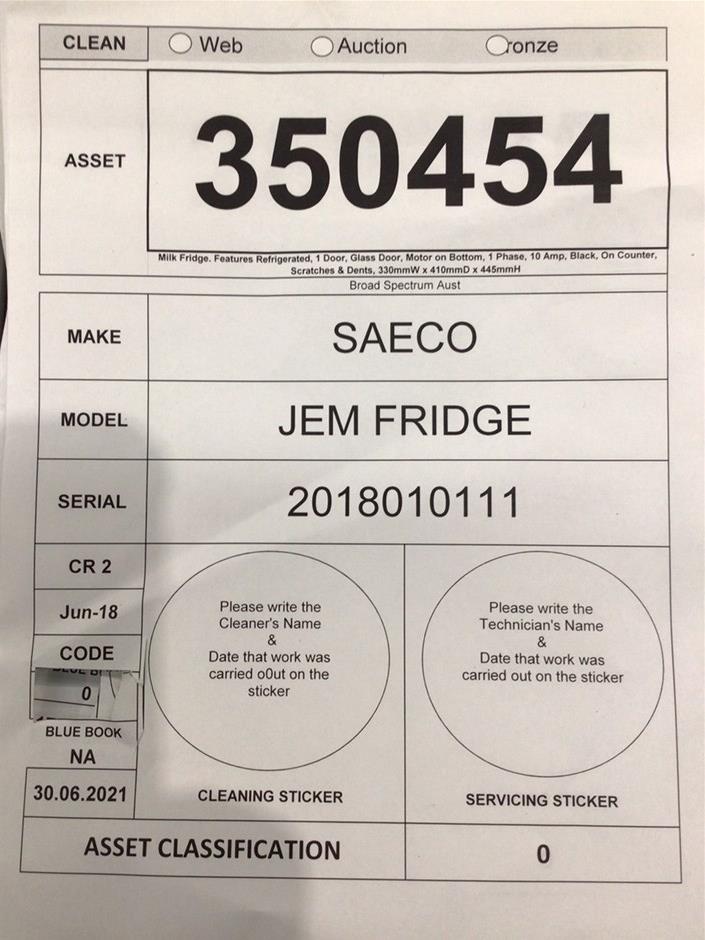 CLEAN Web Auction ronze
ASSET
350454
Milk Fridge. Features Refrigerated, 1 Door, Glass Door, Motor on Bottom, 1 Phase, 10 Amp, Black, On Counter,
Scratches & Dents, 330mmW x 410mmD x 445mmH
Broad Spectrum Aust
MAKE SAECO
MODEL JEM FRIDGE
SERIAL 2018010111
CR 2
Jun-18
CODE
0
BLUE BOOK
NA
30.06.2021
Please write the
Cleaner's Name
&
Date that work was
carried o0ut on the
sticker
CLEANING STICKER
Please write the
Technician's Name
&
Date that work was
carried out on the sticker
SERVICING STICKER
ASSET CLASSIFICATION 0